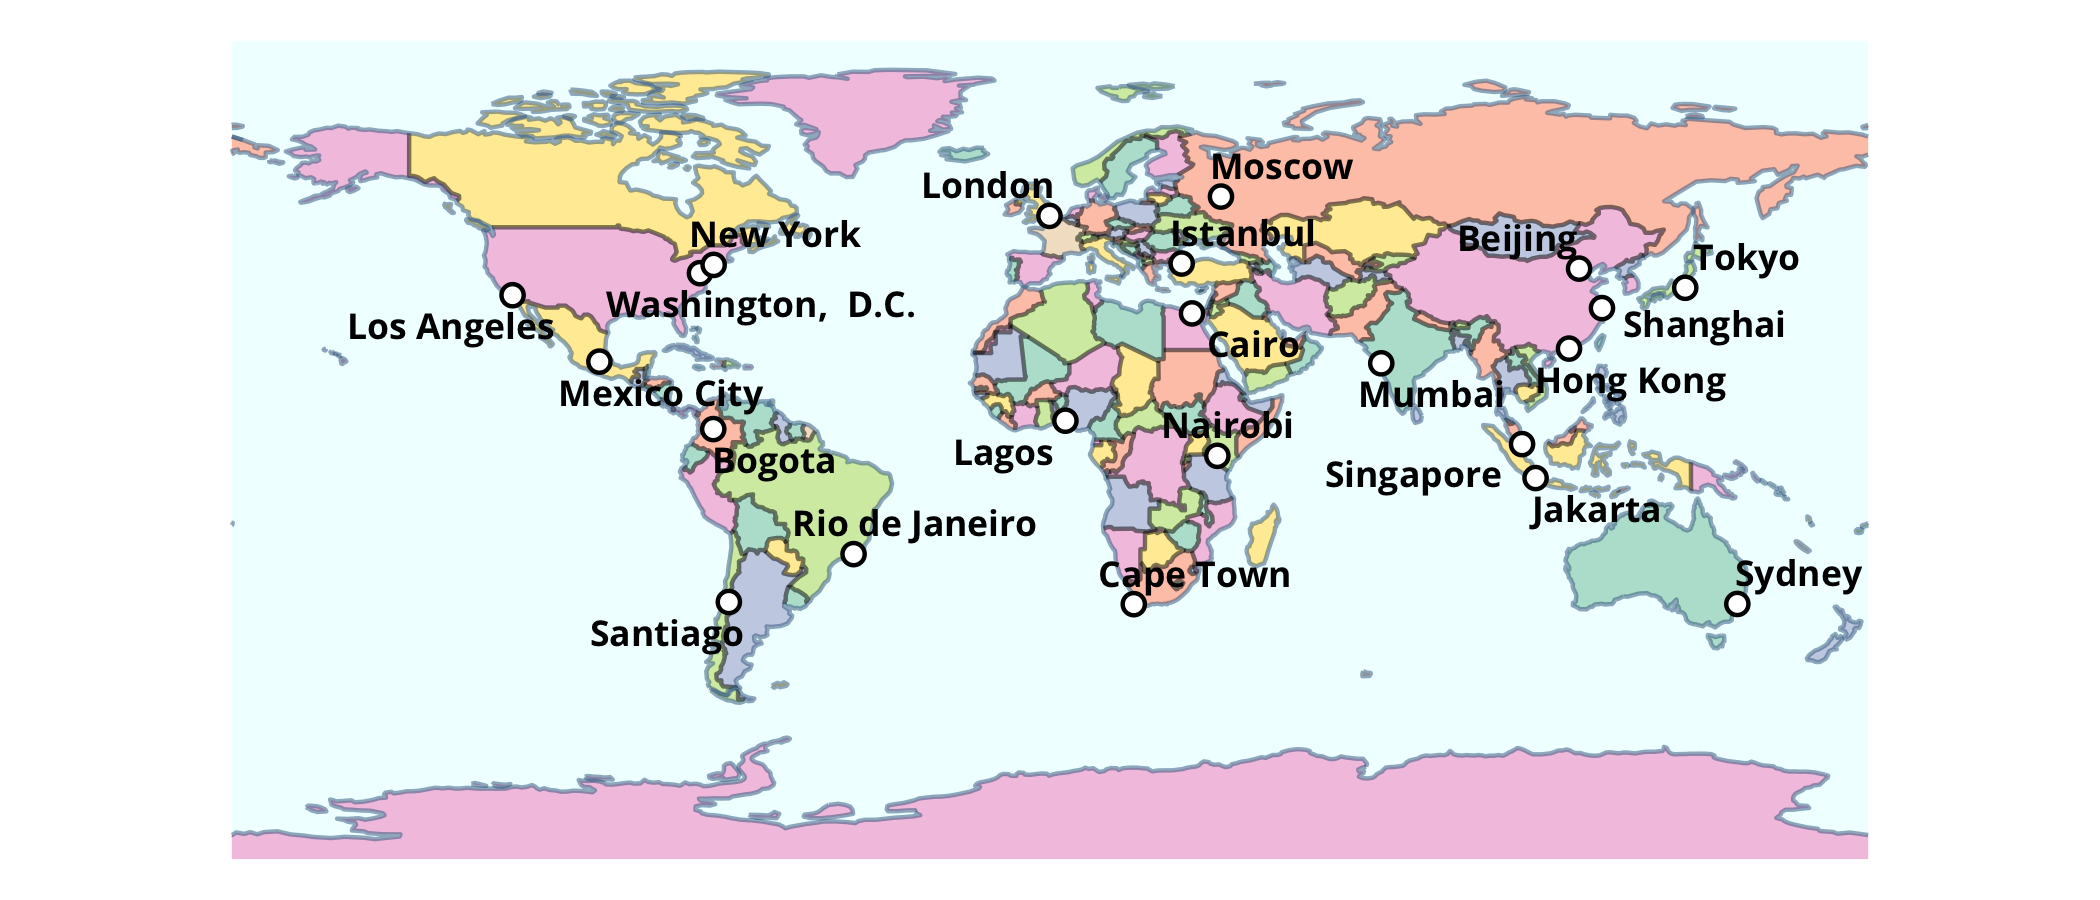 Moscow
London
New York
Istanbul
Beijing
Tokyo
Los Angeles
Washington,  D.C.
Cairo
Shanghai
Mexico City
Mumbai
Hong Kong
Bogota
Lagos
Nairobi
Singapore
Jakarta
Rio de Janeiro
Cape Town
Sydney
Santiago